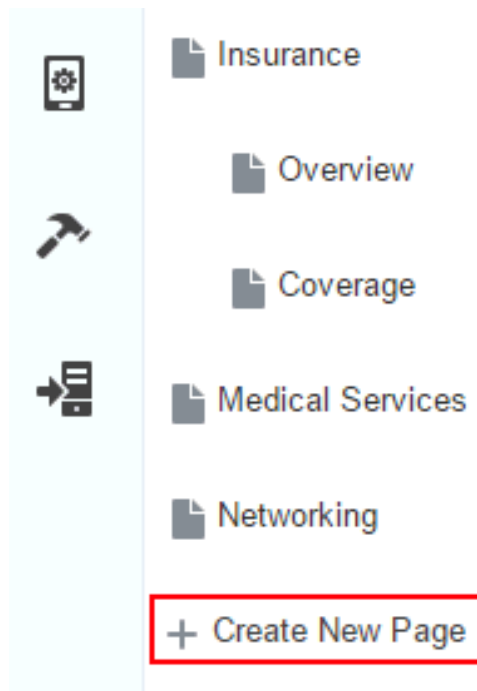 Insurance
Overview
Coverage
Medical Services
Networking
+ Create New Page